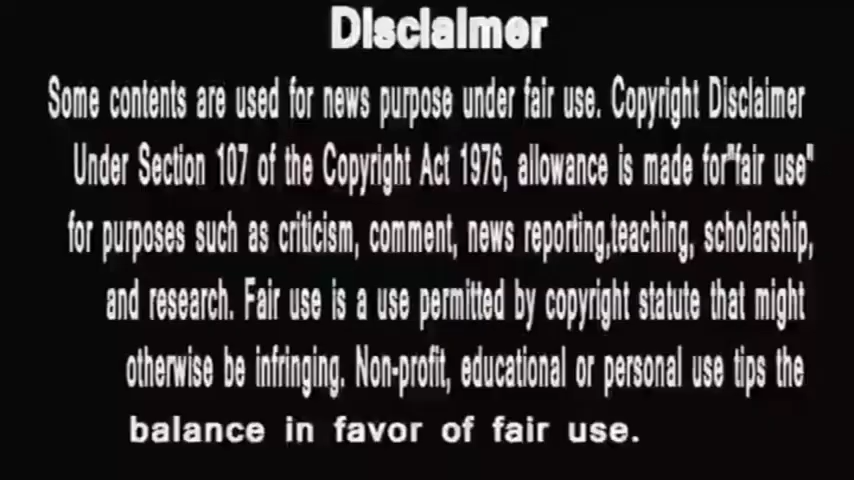 Disclaimer
Some contents are used for news purpose under fair use. Copyright Disclaimer
Under Section 107 of the Copyright Act 1976, allowance is made for"fair use"
for purposes such as criticism, comment, news reporting,teaching, scholarship,
and research. Fair use is a use permitted by copyright statute that might
otherwise be infringing. Non-profit, educational or personal use tips the
balance in favor of fair use.